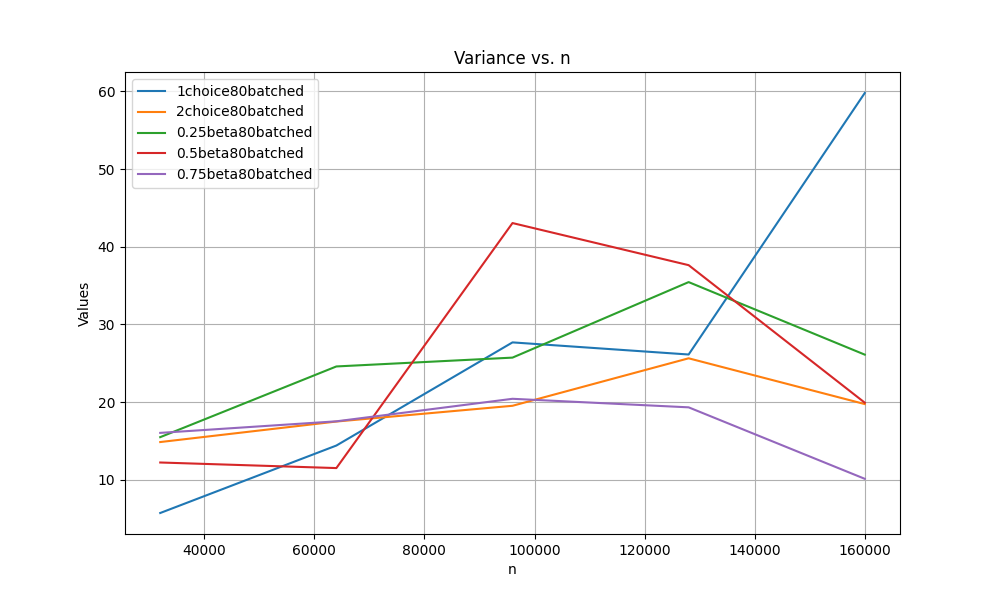 Variance vs. n
1choice80batched
2choice80batched
0.25beta80batched
0.5beta80batched
0.75beta80batched
Values
60
50
40
30
20
10
40000 60000 80000 100000 120000 140000 160000
n